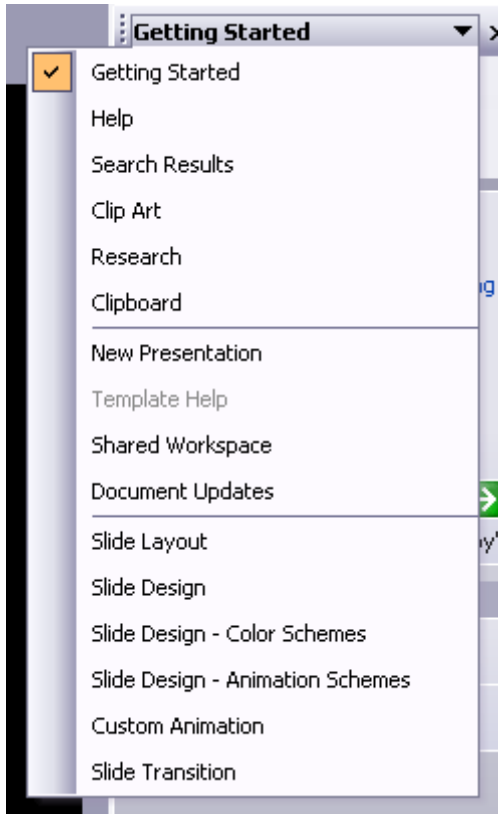 Getting Started
Getting Started
Help
Search Results
Clip Art
Research
Clipboard
New Presentation
Template Help
Shared Workspace
Document Updates
Slide Layout
Slide Design
Slide Design - Color Schemes
Slide Design - Animation Schemes
Custom Animation
Slide Transition